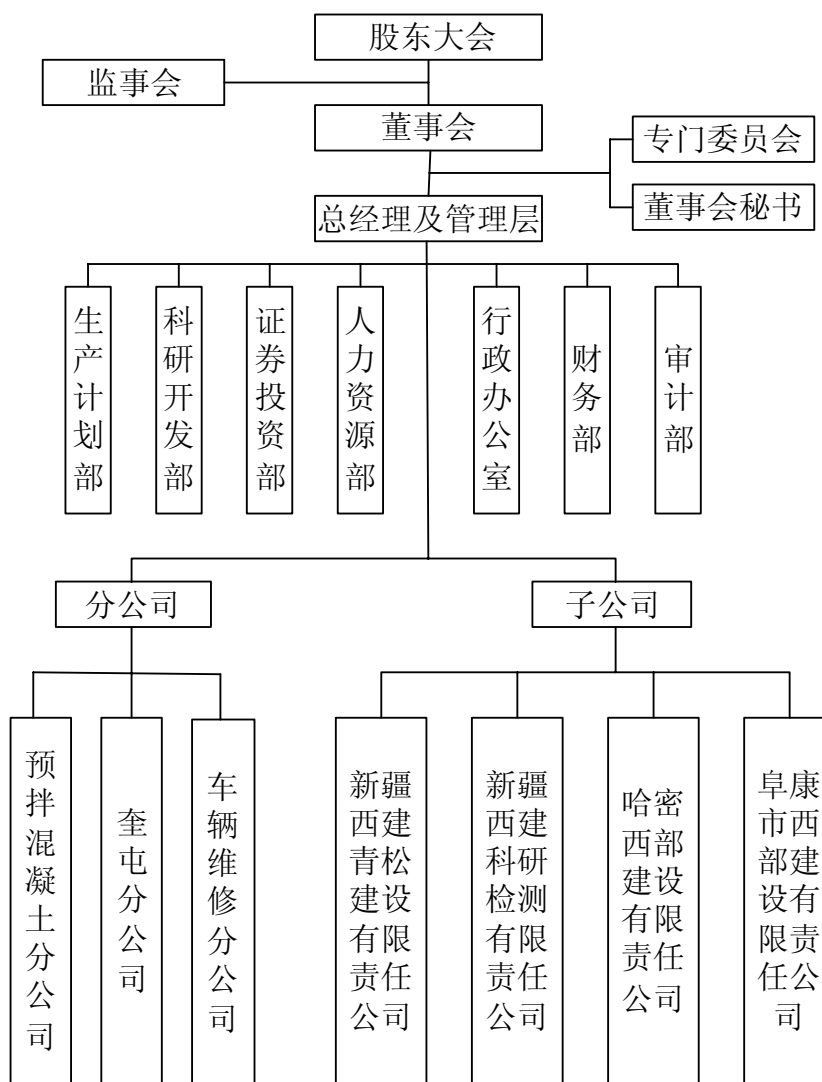 股东大会
监事会
董事会
专门委员会
董事会秘书
总经理及管理层
生产计划部
科研开发部
证券投资部
人力资源部
行政办公室
财务部
审计部
分公司
子公司
预拌混凝土分公司
奎屯分公司
车辆维修分公司
新疆西建青松建设有限责任公司
新疆西建科研检测有限责任公司
哈密西部建设有限责任公司
阜康市西部建设有限责任公司